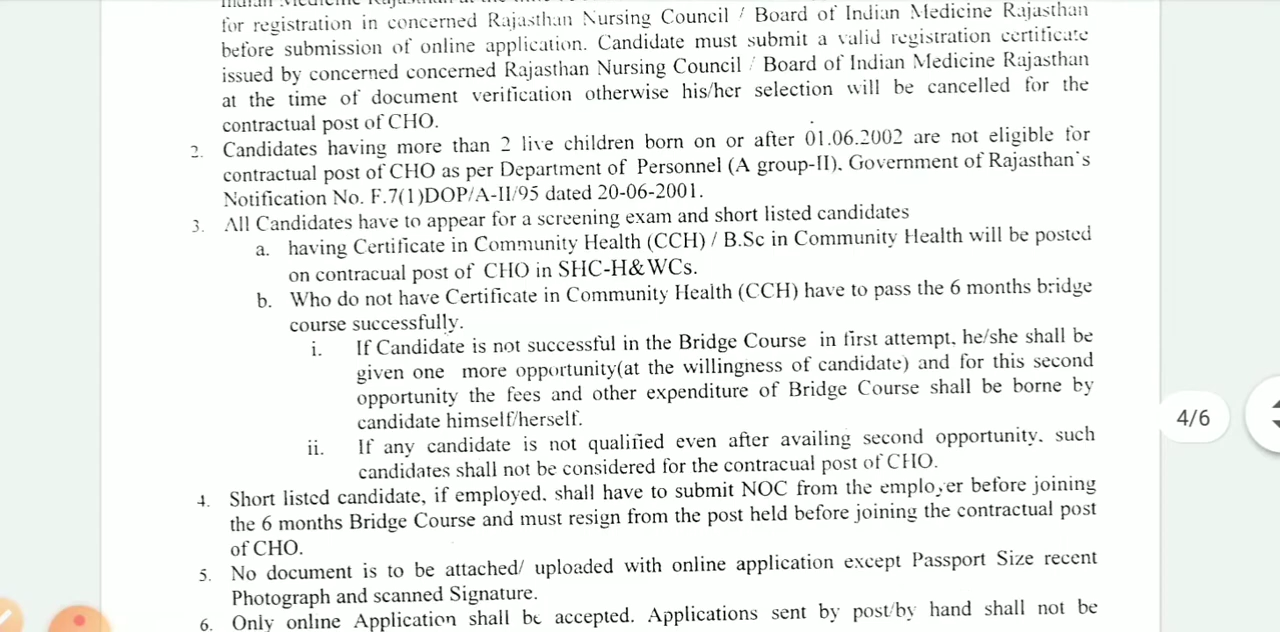 for registration in concerned Rajasthan Nursing Council / Board of Indian Medicine Rajasthan
before submission of online application. Candidate must submit a valid registration certificate
issued by concerned concerned Rajasthan Nursing Council / Board of Indian Medicine Rajasthan
at the time of document verification otherwise his/her selection will be cancelled for the
contractual post of CHO.
2. Candidates having more than 2 live children born on or after 01.06.2002 are not eligible for
contractual post of CHO as per Department of Personnel (A group-II), Government of Rajasthan's
Notification No. F.7(1)DOP/A-II/95 dated 20-06-2001.
3. All Candidates have to appear for a screening exam and short listed candidates
a. having Certificate in Community Health (CCH) / B.Sc in Community Health will be posted
on contracual post of CHO in SHC-H&WCs.
b. Who do not have Certificate in Community Health (CCH) have to pass the 6 months bridge
course successfully.
i. If Candidate is not successful in the Bridge Course in first attempt, he/she shall be
given one more opportunity(at the willingness of candidate) and for this second
opportunity the fees and other expenditure of Bridge Course shall be borne by
candidate himself/herself.
ii. If any candidate is not qualified even after availing second opportunity, such
candidates shall not be considered for the contracual post of CHO.
4. Short listed candidate, if employed, shall have to submit NOC from the employer before joining
the 6 months Bridge Course and must resign from the post held before joining the contractual post
of CHO.
5. No document is to be attached/ uploaded with online application except Passport Size recent
Photograph and scanned Signature.
6. Only online Application shall be accepted. Applications sent by post/by hand shall not be
4/6